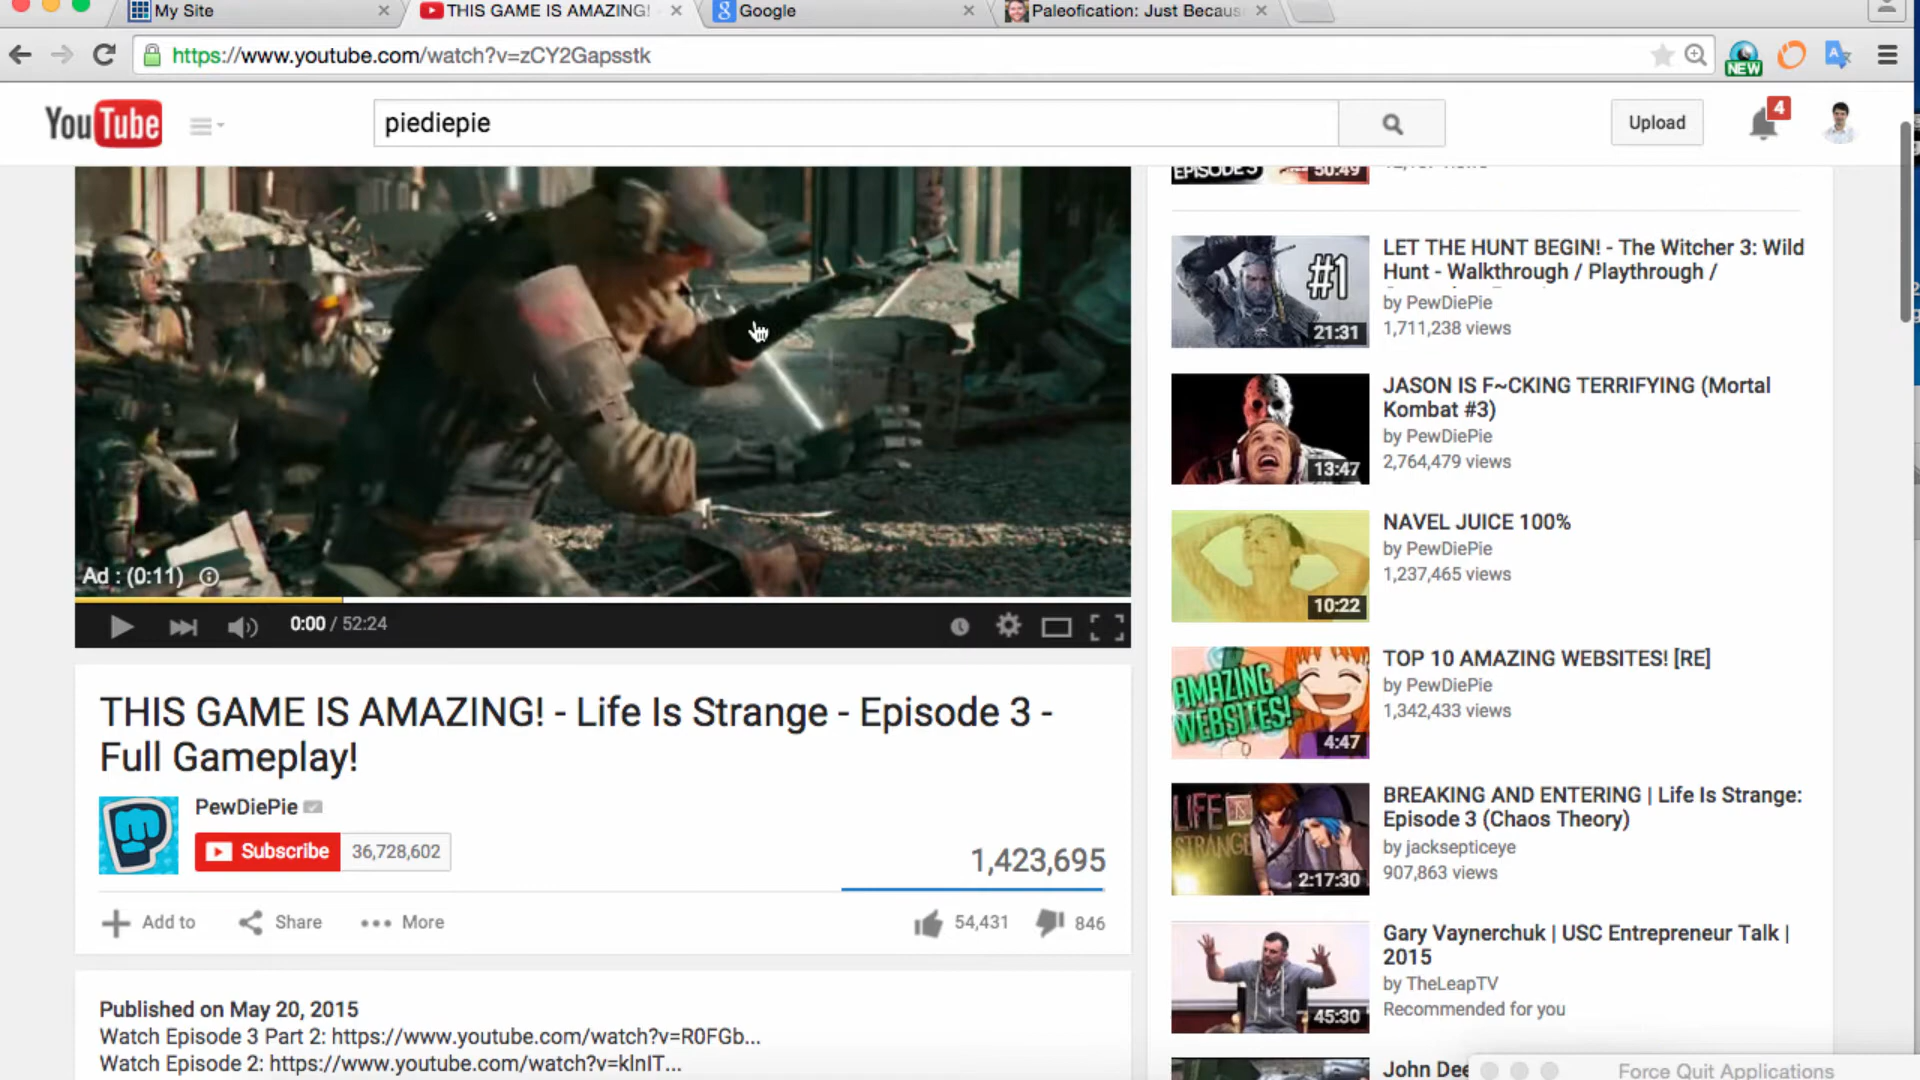 My Site
THIS GAME IS AMAZING!
Google
Paleofication: Just Becaus
https://www.youtube.com/watch?v=zCY2Gapsstk
NEW
YouTube
piediepie
Upload
4
EPISODE 3
50:49
LET THE HUNT BEGIN! - The Witcher 3: Wild
Hunt - Walkthrough / Playthrough /
by PewDiePie
1,711,238 views
#1
21:31
JASON IS F~CKING TERRIFYING (Mortal
Kombat #3)
by PewDiePie
2,764,479 views
13:47
NAVEL JUICE 100%
by PewDiePie
1,237,465 views
10:22
Ad : (0:11)
0:00 / 52:24
TOP 10 AMAZING WEBSITES! [RE]
by PewDiePie
1,342,433 views
AMAZING
WEBSITES!
4:47
THIS GAME IS AMAZING! - Life Is Strange - Episode 3 -
Full Gameplay!
PewDiePie
Subscribe 36,728,602
1,423,695
Add to Share More
54,431 846
BREAKING AND ENTERING | Life Is Strange:
Episode 3 (Chaos Theory)
by jacksepticeye
907,863 views
LIFE IS
STRANGE
2:17:30
Gary Vaynerchuk | USC Entrepreneur Talk |
2015
by TheLeapTV
Recommended for you
45:30
Published on May 20, 2015
Watch Episode 3 Part 2: https://www.youtube.com/watch?v=R0FGb...
Watch Episode 2: https://www.youtube.com/watch?v=klnIT...
John Dee
Force Quit Applications